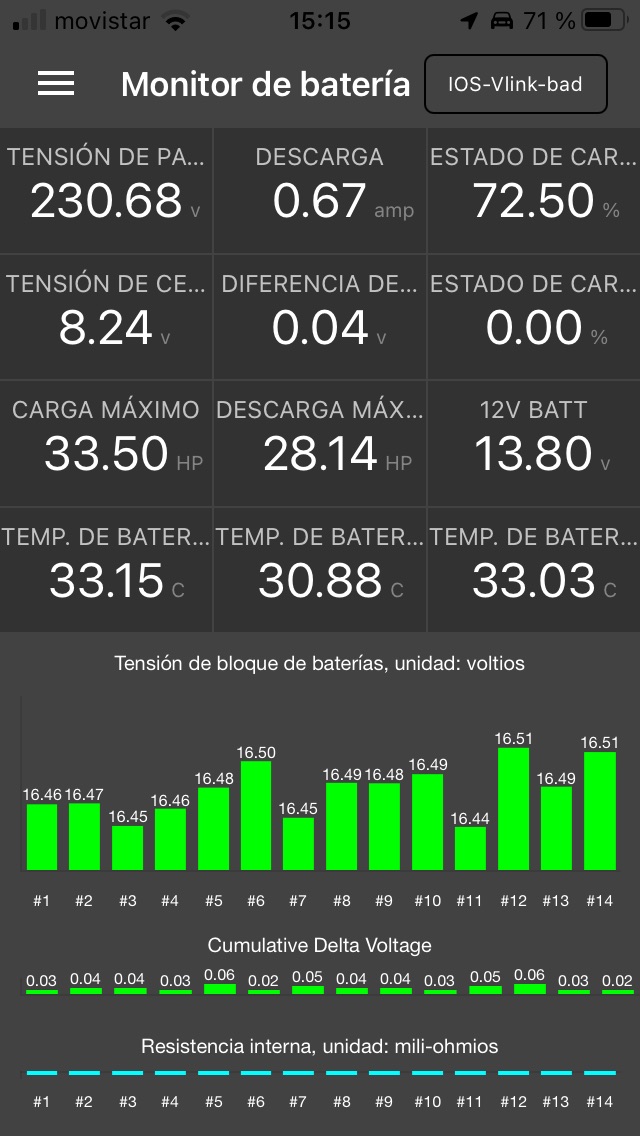 movistar 15:15 71 %
Monitor de batería IOS-Vlink-bad
TENSIÓN DE PA... DESCARGA ESTADO DE CAR...
230.68 v 0.67 amp 72.50 %
TENSIÓN DE CE... DIFERENCIA DE... ESTADO DE CAR...
8.24 v 0.04 v 0.00 %
CARGA MÁXIMO DESCARGA MÁX... 12V BATT
33.50 HP 28.14 HP 13.80 v
TEMP. DE BATER... TEMP. DE BATER... TEMP. DE BATER...
33.15 C 30.88 C 33.03 C
Tensión de bloque de baterías, unidad: voltios
16.46 16.47 16.45 16.46 16.48 16.50 16.45 16.49 16.48 16.49 16.44 16.51 16.49 16.51
#1 #2 #3 #4 #5 #6 #7 #8 #9 #10 #11 #12 #13 #14
Cumulative Delta Voltage
0.03 0.04 0.04 0.03 0.06 0.02 0.05 0.04 0.04 0.03 0.05 0.06 0.03 0.02
Resistencia interna, unidad: mili-ohmios
#1 #2 #3 #4 #5 #6 #7 #8 #9 #10 #11 #12 #13 #14